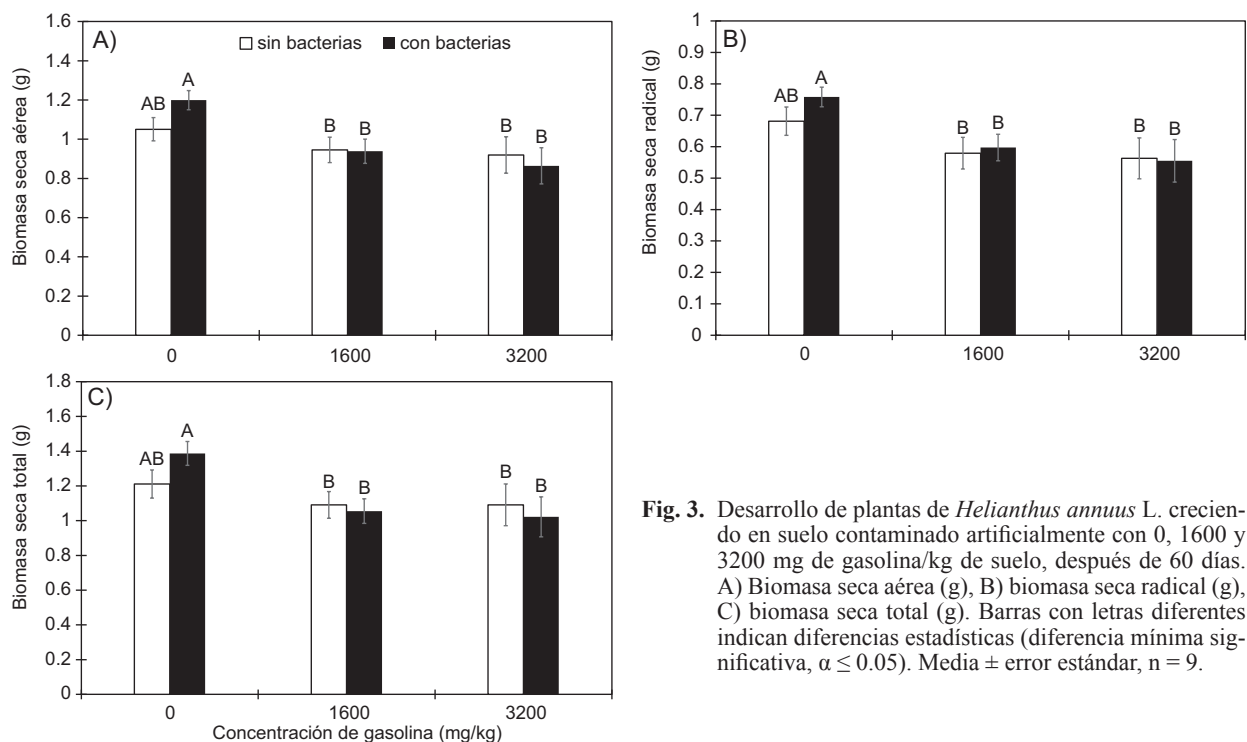 A)
sin bacterias con bacterias
Biomasa seca aérea (g)
1.6
1.4
1.2
1
0.8
0.6
0.4
0.2
0
AB A B B B B
0 1600 3200
B)
Biomasa seca radical (g)
1
0.9
0.8
0.7
0.6
0.5
0.4
0.3
0.2
0.1
0
AB A B B B B
0 1600 3200
C)
Biomasa seca total (g)
1.8
1.6
1.4
1.2
1
0.8
0.6
0.4
0.2
0
AB A B B B B
0 1600 3200
Concentración de gasolina (mg/kg)
Fig. 3. Desarrollo de plantas de Helianthus annuus L. crecien-
do en suelo contaminado artificialmente con 0, 1600 y
3200 mg de gasolina/kg de suelo, después de 60 días.
A) Biomasa seca aérea (g), B) biomasa seca radical (g),
C) biomasa seca total (g). Barras con letras diferentes
indican diferencias estadísticas (diferencia mínima sig-
nificativa, α ≤ 0.05). Media ± error estándar, n = 9.